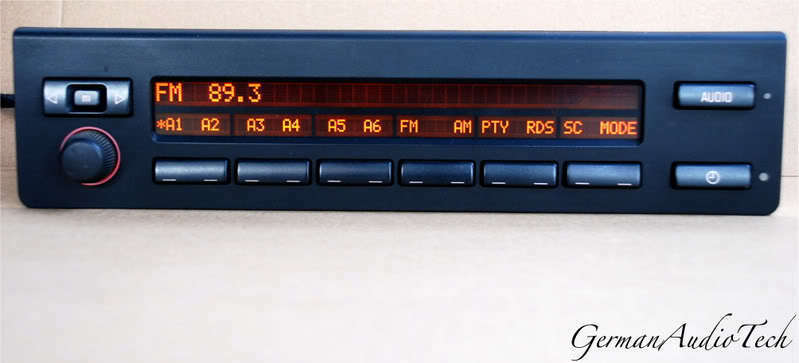 FM 89.3
*A1 A2 A3 A4 A5 A6 FM AM PTY RDS SC MODE
m
AUDIO
GermanAudioTech